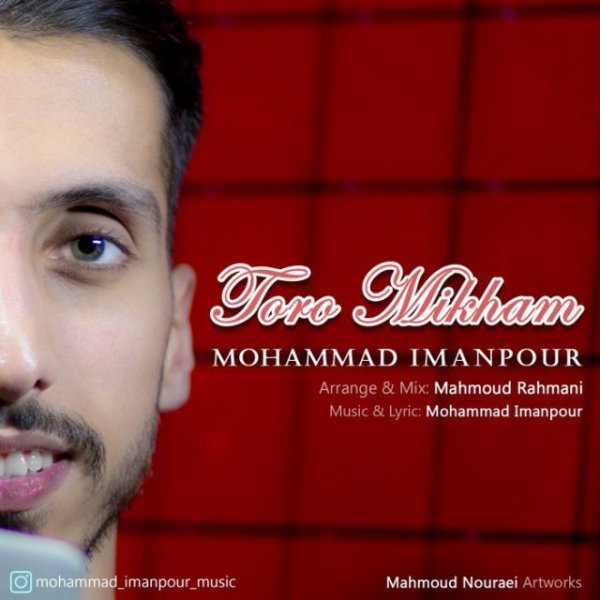 Toro Mikham
MOHAMMAD IMANPOUR
Arrange & Mix: Mahmoud Rahmani
Music & Lyric: Mohammad Imanpour
mohammad_imanpour_music
Mahmoud Nouraei Artworks